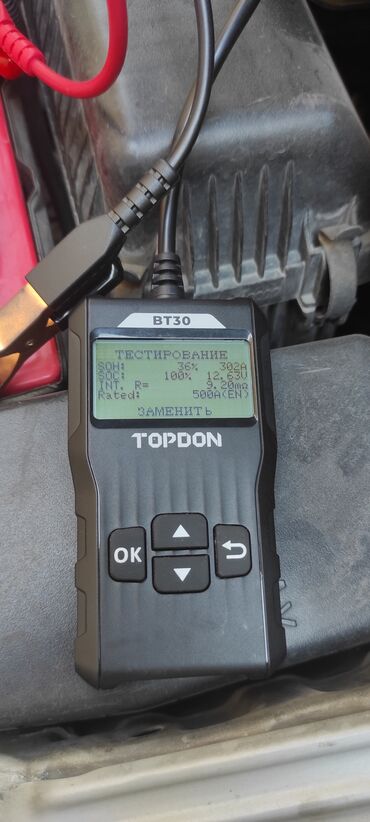 BT30
ТЕСТИРОВАНИЕ
SOH: 36% 302A
SOC: 100% 12.63V
INT. R= 9.20mΩ
Rated: 500A(EN)
ЗАМЕНИТЬ
TOPDON
OK